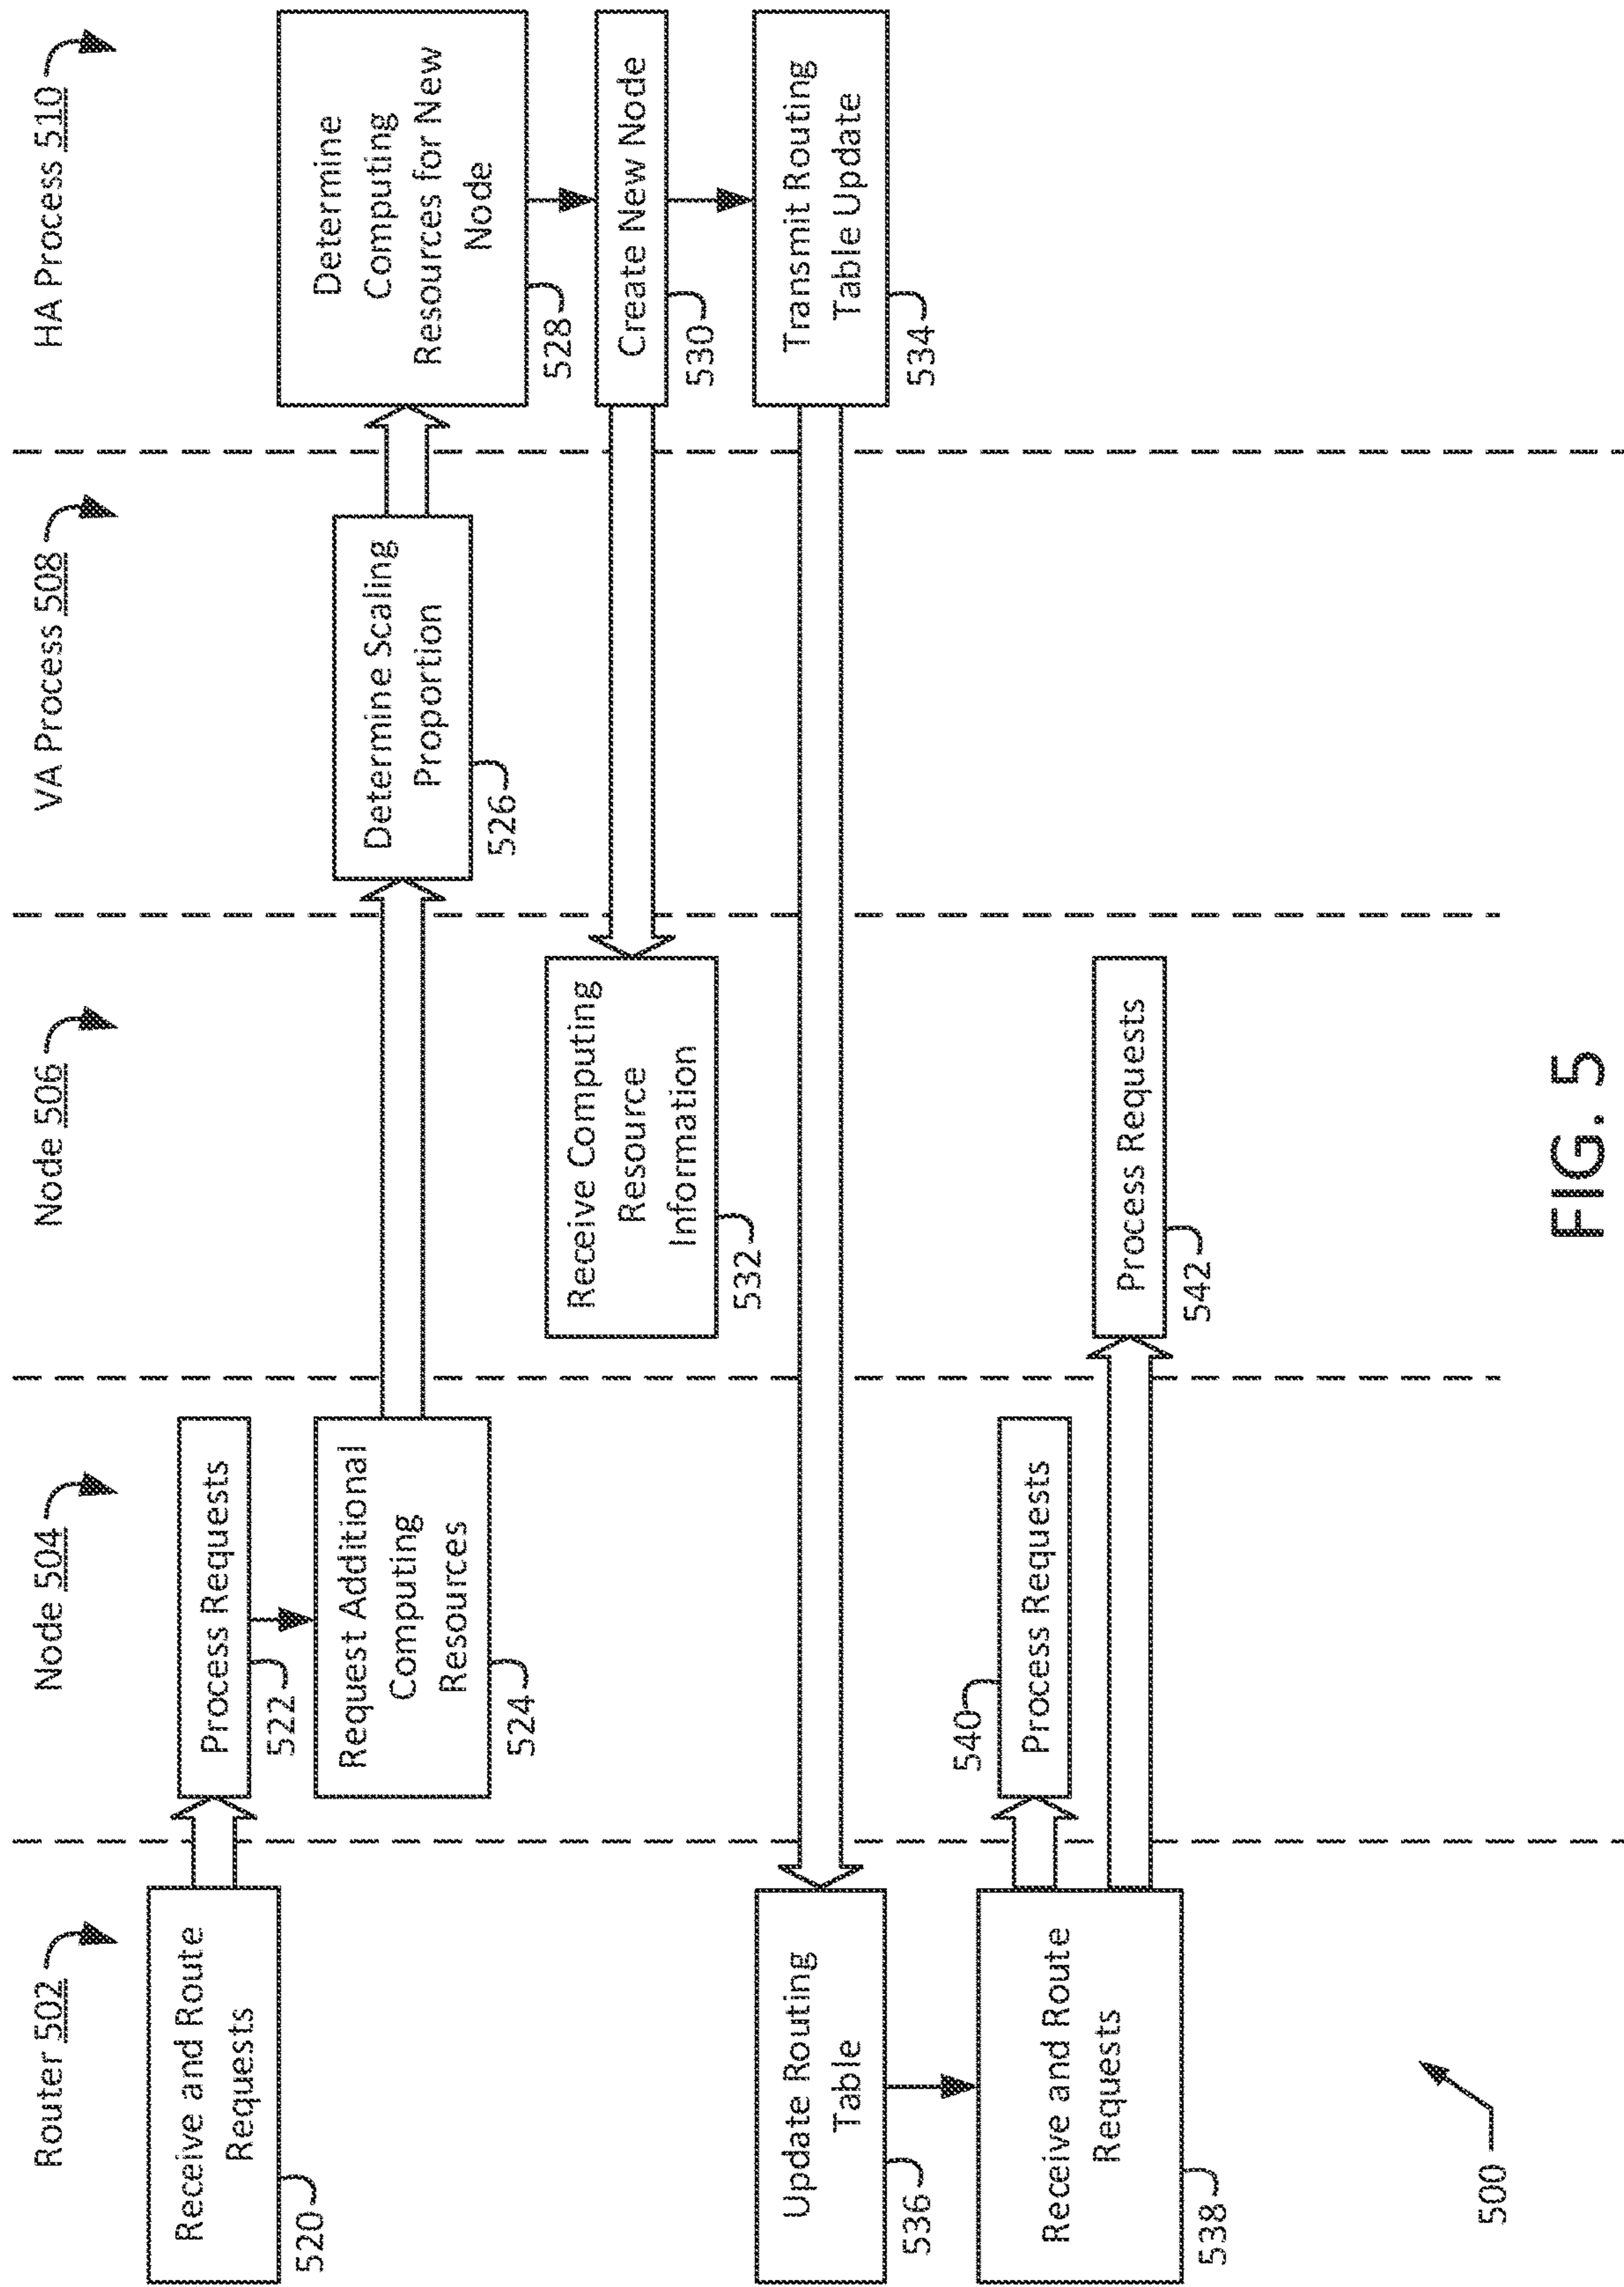 Router 502
Node 504
Node 506
VA Process 508
HA Process 510
Receive and Route
Requests
520
Process Requests
522
Request Additional
Computing
Resources
524
Determine Scaling
Proportion
526
Determine
Computing
Resources for New
Node
528
Create New Node
530
Receive Computing
Resource
Information
532
Transmit Routing
Table Update
534
Update Routing
Table
536
Receive and Route
Requests
538
540
Process Requests
Process Requests
542
500
FIG. 5